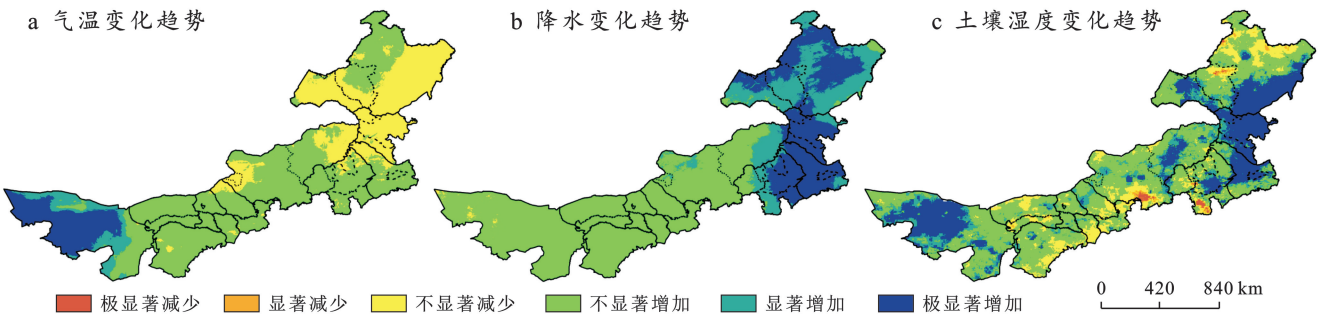 a 气温变化趋势
b 降水变化趋势
c 土壤湿度变化趋势
极显著减少 显著减少 不显著减少 不显著增加 显著增加 极显著增加
0 420 840 km